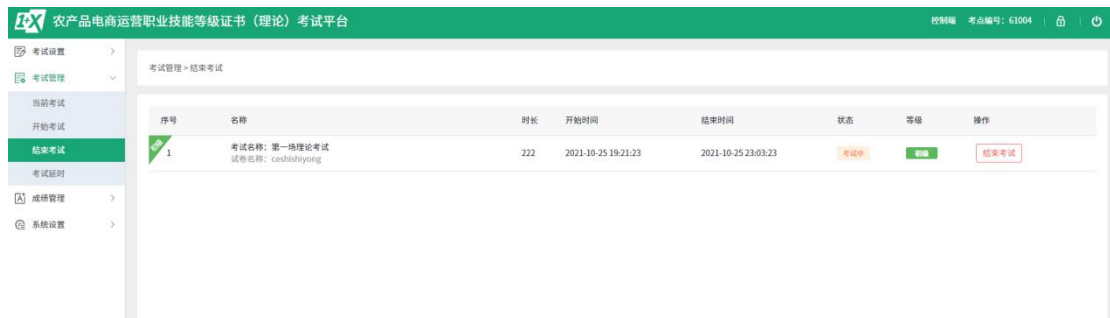 1+X 农产品电商运营职业技能等级证书（理论）考试平台
控制端 考点编号：61004
考试设置
考试管理
当前考试
开始考试
结束考试
考试延时
成绩管理
系统设置
考试管理 > 结束考试
序号 名称 时长 开始时间 结束时间 状态 等级 操作
初级 1 考试名称：第一场理论考试 222 2021-10-25 19:21:23 2021-10-25 23:03:23 考试中 初级 结束考试
试卷名称：ceshishiyong